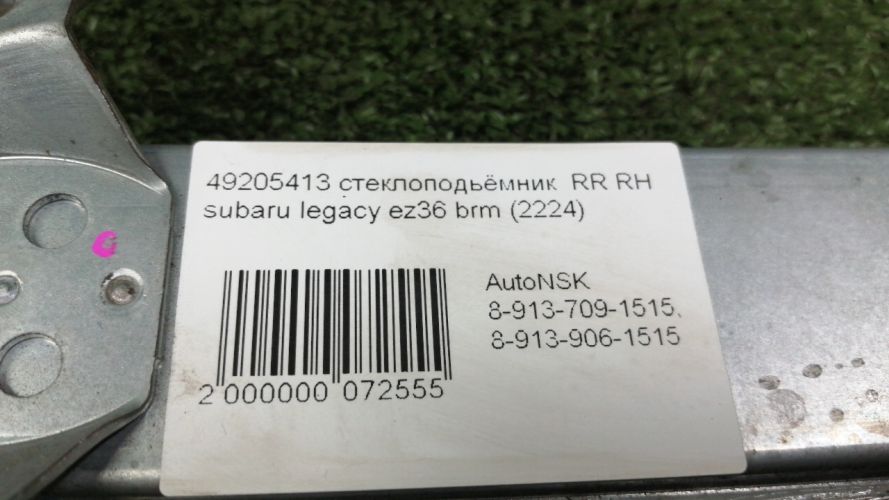 49205413 стеклоподьёмник RR RH
subaru legacy ez36 brm (2224)
AutoNSK
8-913-709-1515,
8-913-906-1515
2 000000 072555